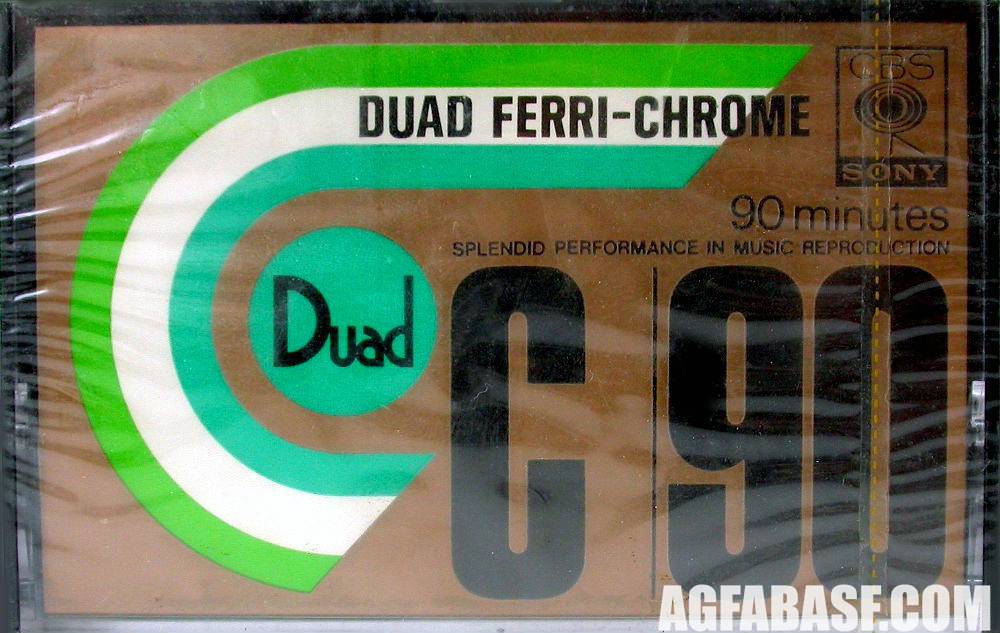 DUAD FERRI-CHROME
CBS
SONY
90 minutes
SPLENDID PERFORMANCE IN MUSIC REPRODUCTION
Duad
C 90
AGFABASF.COM